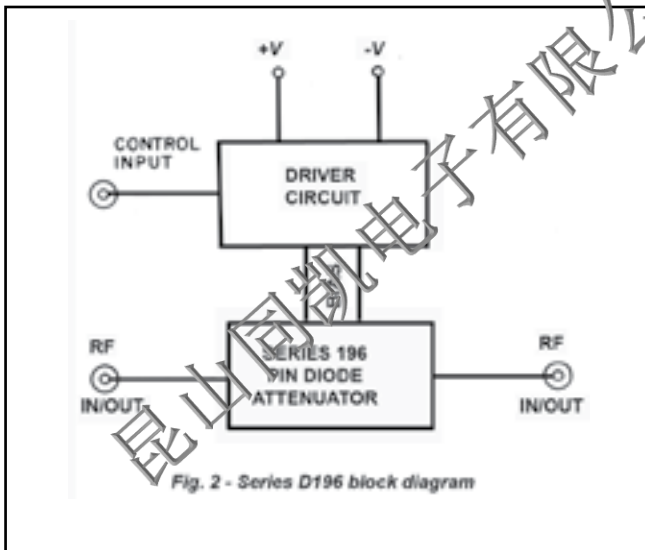 +V -V
CONTROL
INPUT
DRIVER
CIRCUIT
BIAS
RF
IN/OUT
SERIES 196
PIN DIODE
ATTENUATOR
RF
IN/OUT
Fig. 2 - Series D196 block diagram
昆山同凯电子有限公